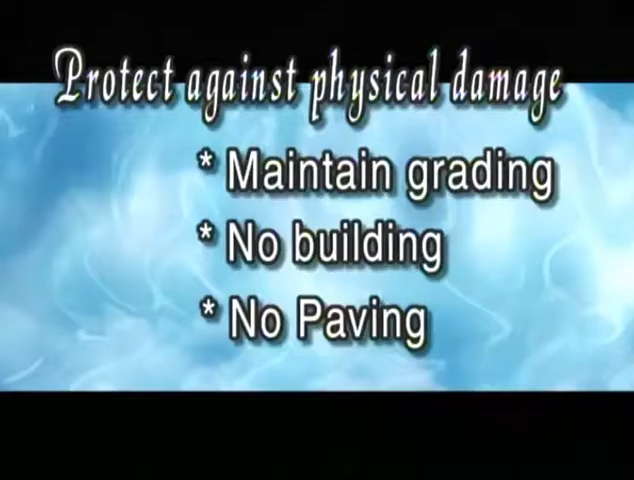 Protect against physical damage
* Maintain grading
* No building
* No Paving